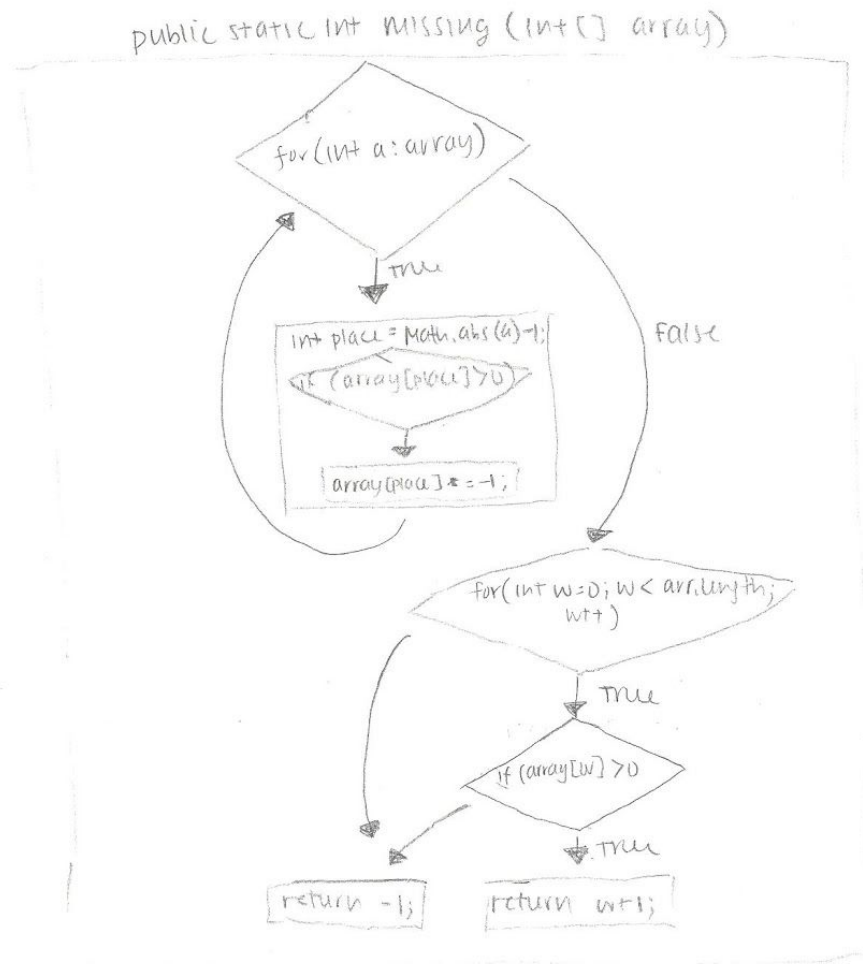 public static int missing (int [] array)
for (int a : array)
True
False
int place = Math.abs(a)-1;
if (array[place]>0)
array[place] *= -1;
for(int w=0; w< arr.length;
w++)
True
if (array[w] >0
True
return -1;
return w+1;